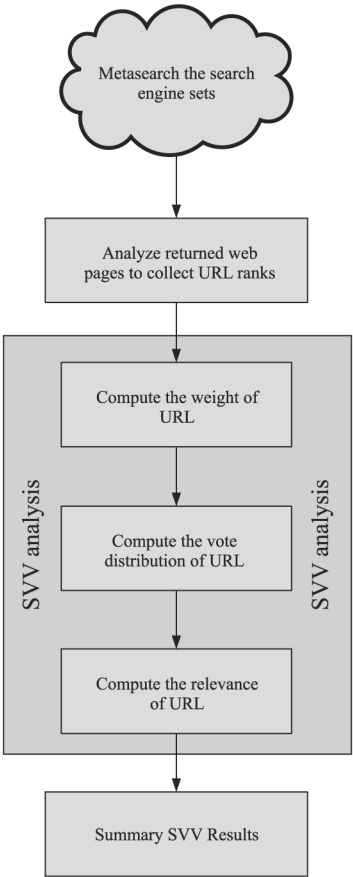 Metasearch the search
engine sets
Analyze returned web
pages to collect URL ranks
Compute the weight of
URL
SVV analysis
SVV analysis
Compute the vote
distribution of URL
Compute the relevance
of URL
Summary SVV Results